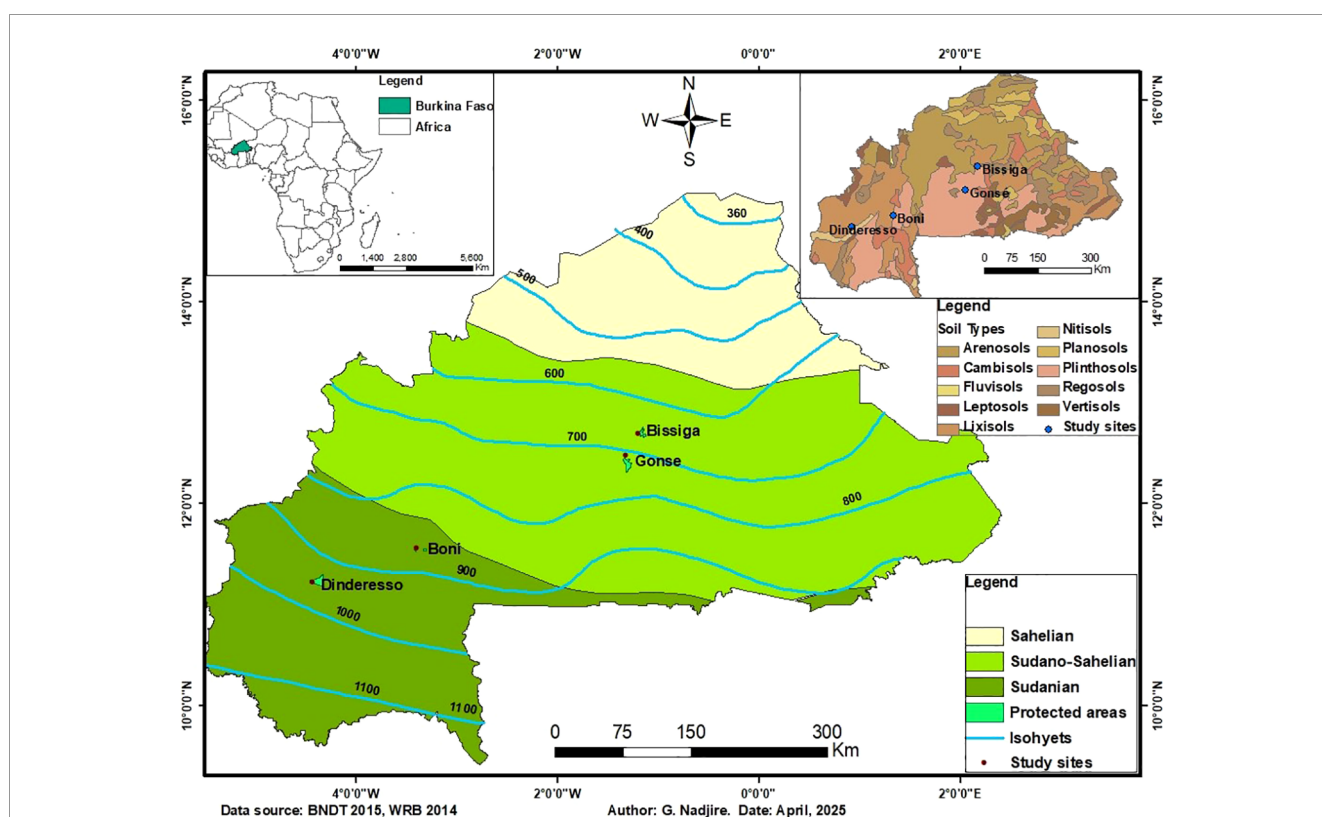 4°0'0"W 2°0'0"W 0°0'0" 2°0'0"E
16°0'0"N
14°0'0"N
12°0'0"N
10°0'0"N
Legend
Burkina Faso
Africa
0 1,400 2,800 5,600
Km
N
W E
S
Bissiga
Gonse
Boni
Dinderesso
0 75 150 300
Km
Legend
Soil Types
Arenosols
Cambisols
Fluvisols
Leptosols
Lixisols
Nitisols
Planosols
Plinthosols
Regosols
Vertisols
Study sites
360
400
500
600
700
800
900
1000
1100
1100
Bissiga
Gonse
Boni
Dinderesso
Legend
Sahelian
Sudano-Sahelian
Sudanian
Protected areas
Isohyets
Study sites
0 75 150 300
Km
16°0'0"N
14°0'0"N
12°0'0"N
10°0'0"N
4°0'0"W 2°0'0"W 0°0'0" 2°0'0"E
Data source: BNDT 2015, WRB 2014 Author: G. Nadjire. Date: April, 2025